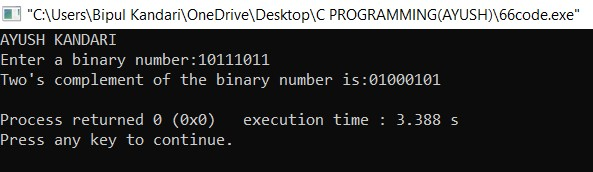 "C:\Users\Bipul Kandari\OneDrive\Desktop\C PROGRAMMING(AYUSH)\66code.exe"
AYUSH KANDARI
Enter a binary number:10111011
Two's complement of the binary number is:01000101
Process returned 0 (0x0)   execution time : 3.388 s
Press any key to continue.